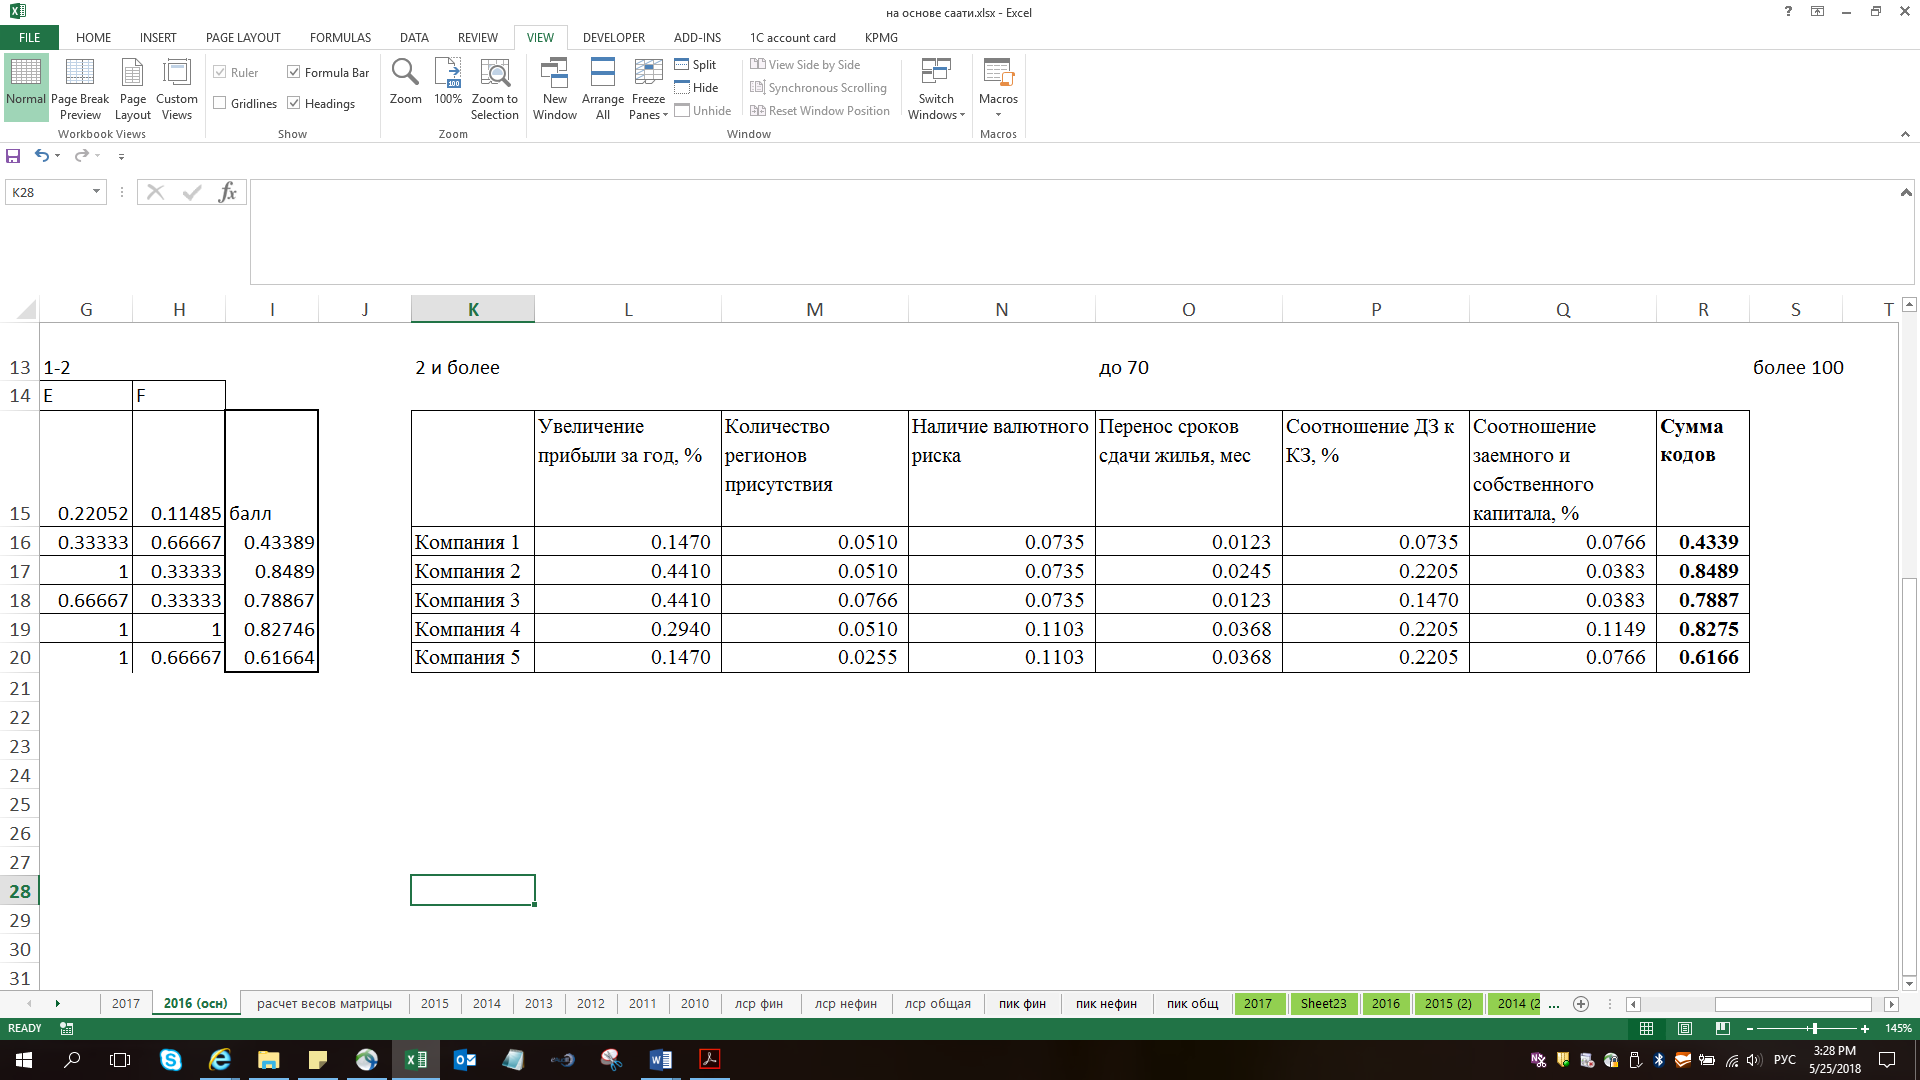 на основе саати.xlsx - Excel
FILE HOME INSERT PAGE LAYOUT FORMULAS DATA REVIEW VIEW DEVELOPER ADD-INS 1C account card KPMG
Normal Page Break Preview Page Layout Custom Views
Workbook Views
Ruler Formula Bar
Gridlines Headings
Show
Zoom 100% Zoom to Selection
Zoom
New Window Arrange All Freeze Panes
Split
Hide
Unhide
View Side by Side
Synchronous Scrolling
Reset Window Position
Window
Switch Windows
Macros
Macros
K28 fx
G H I J K L M N O P Q R S T
13 1-2 2 и более до 70 более 100
14 E F
Увеличение прибыли за год, %
Количество регионов присутствия
Наличие валютного риска
Перенос сроков сдачи жилья, мес
Соотношение ДЗ к КЗ, %
Соотношение заемного и собственного капитала, %
Сумма кодов
15 0.22052 0.11485 балл
16 0.33333 0.66667 0.43389 Компания 1 0.1470 0.0510 0.0735 0.0123 0.0735 0.0766 0.4339
17 1 0.33333 0.8489 Компания 2 0.4410 0.0510 0.0735 0.0245 0.2205 0.0383 0.8489
18 0.66667 0.33333 0.78867 Компания 3 0.4410 0.0766 0.0735 0.0123 0.1470 0.0383 0.7887
19 1 1 0.82746 Компания 4 0.2940 0.0510 0.1103 0.0368 0.2205 0.1149 0.8275
20 1 0.66667 0.61664 Компания 5 0.1470 0.0255 0.1103 0.0368 0.2205 0.0766 0.6166
21
22
23
24
25
26
27
28
29
30
31
2017 2016 (осн) расчет весов матрицы 2015 2014 2013 2012 2011 2010 лср фин лср нефин лср общая пик фин пик нефин пик общ 2017 Sheet23 2016 2015 (2) 2014 (2 ...
READY 145%
РУС 3:28 PM
5/25/2018